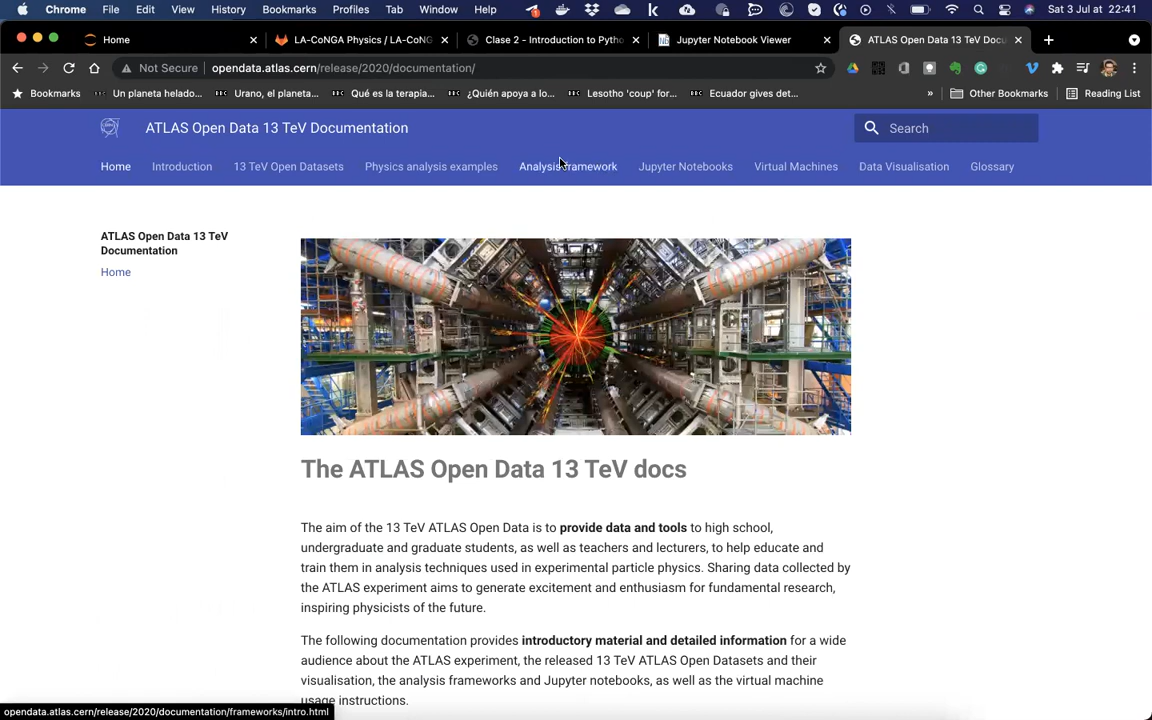 Chrome File Edit View History Bookmarks Profiles Tab Window Help Sat 3 Jul at 22:41
Home LA-CoNGA Physics / LA-CoNG Clase 2 - Introduction to Pytho Jupyter Notebook Viewer ATLAS Open Data 13 TeV Docu
Not Secure opendata.atlas.cern/release/2020/documentation/
Bookmarks Un planeta helado... Urano, el planeta... Qué es la terapia... ¿Quién apoya a lo... Lesotho 'coup' for... Ecuador gives det... » Other Bookmarks Reading List
ATLAS Open Data 13 TeV Documentation Search
Home Introduction 13 TeV Open Datasets Physics analysis examples Analysis framework Jupyter Notebooks Virtual Machines Data Visualisation Glossary
ATLAS Open Data 13 TeV
Documentation
Home
The ATLAS Open Data 13 TeV docs
The aim of the 13 TeV ATLAS Open Data is to provide data and tools to high school,
undergraduate and graduate students, as well as teachers and lecturers, to help educate and
train them in analysis techniques used in experimental particle physics. Sharing data collected by
the ATLAS experiment aims to generate excitement and enthusiasm for fundamental research,
inspiring physicists of the future.
The following documentation provides introductory material and detailed information for a wide
audience about the ATLAS experiment, the released 13 TeV ATLAS Open Datasets and their
visualisation, the analysis frameworks and Jupyter notebooks, as well as the virtual machine
usage instructions.
opendata.atlas.cern/release/2020/documentation/frameworks/intro.html